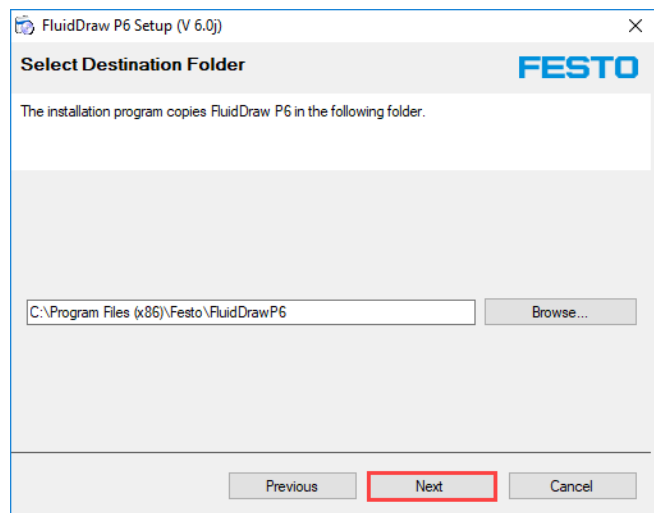 FluidDraw P6 Setup (V 6.0j)
Select Destination Folder
FESTO
The installation program copies FluidDraw P6 in the following folder.
C:\Program Files (x86)\Festo\FluidDrawP6
Browse...
Previous
Next
Cancel